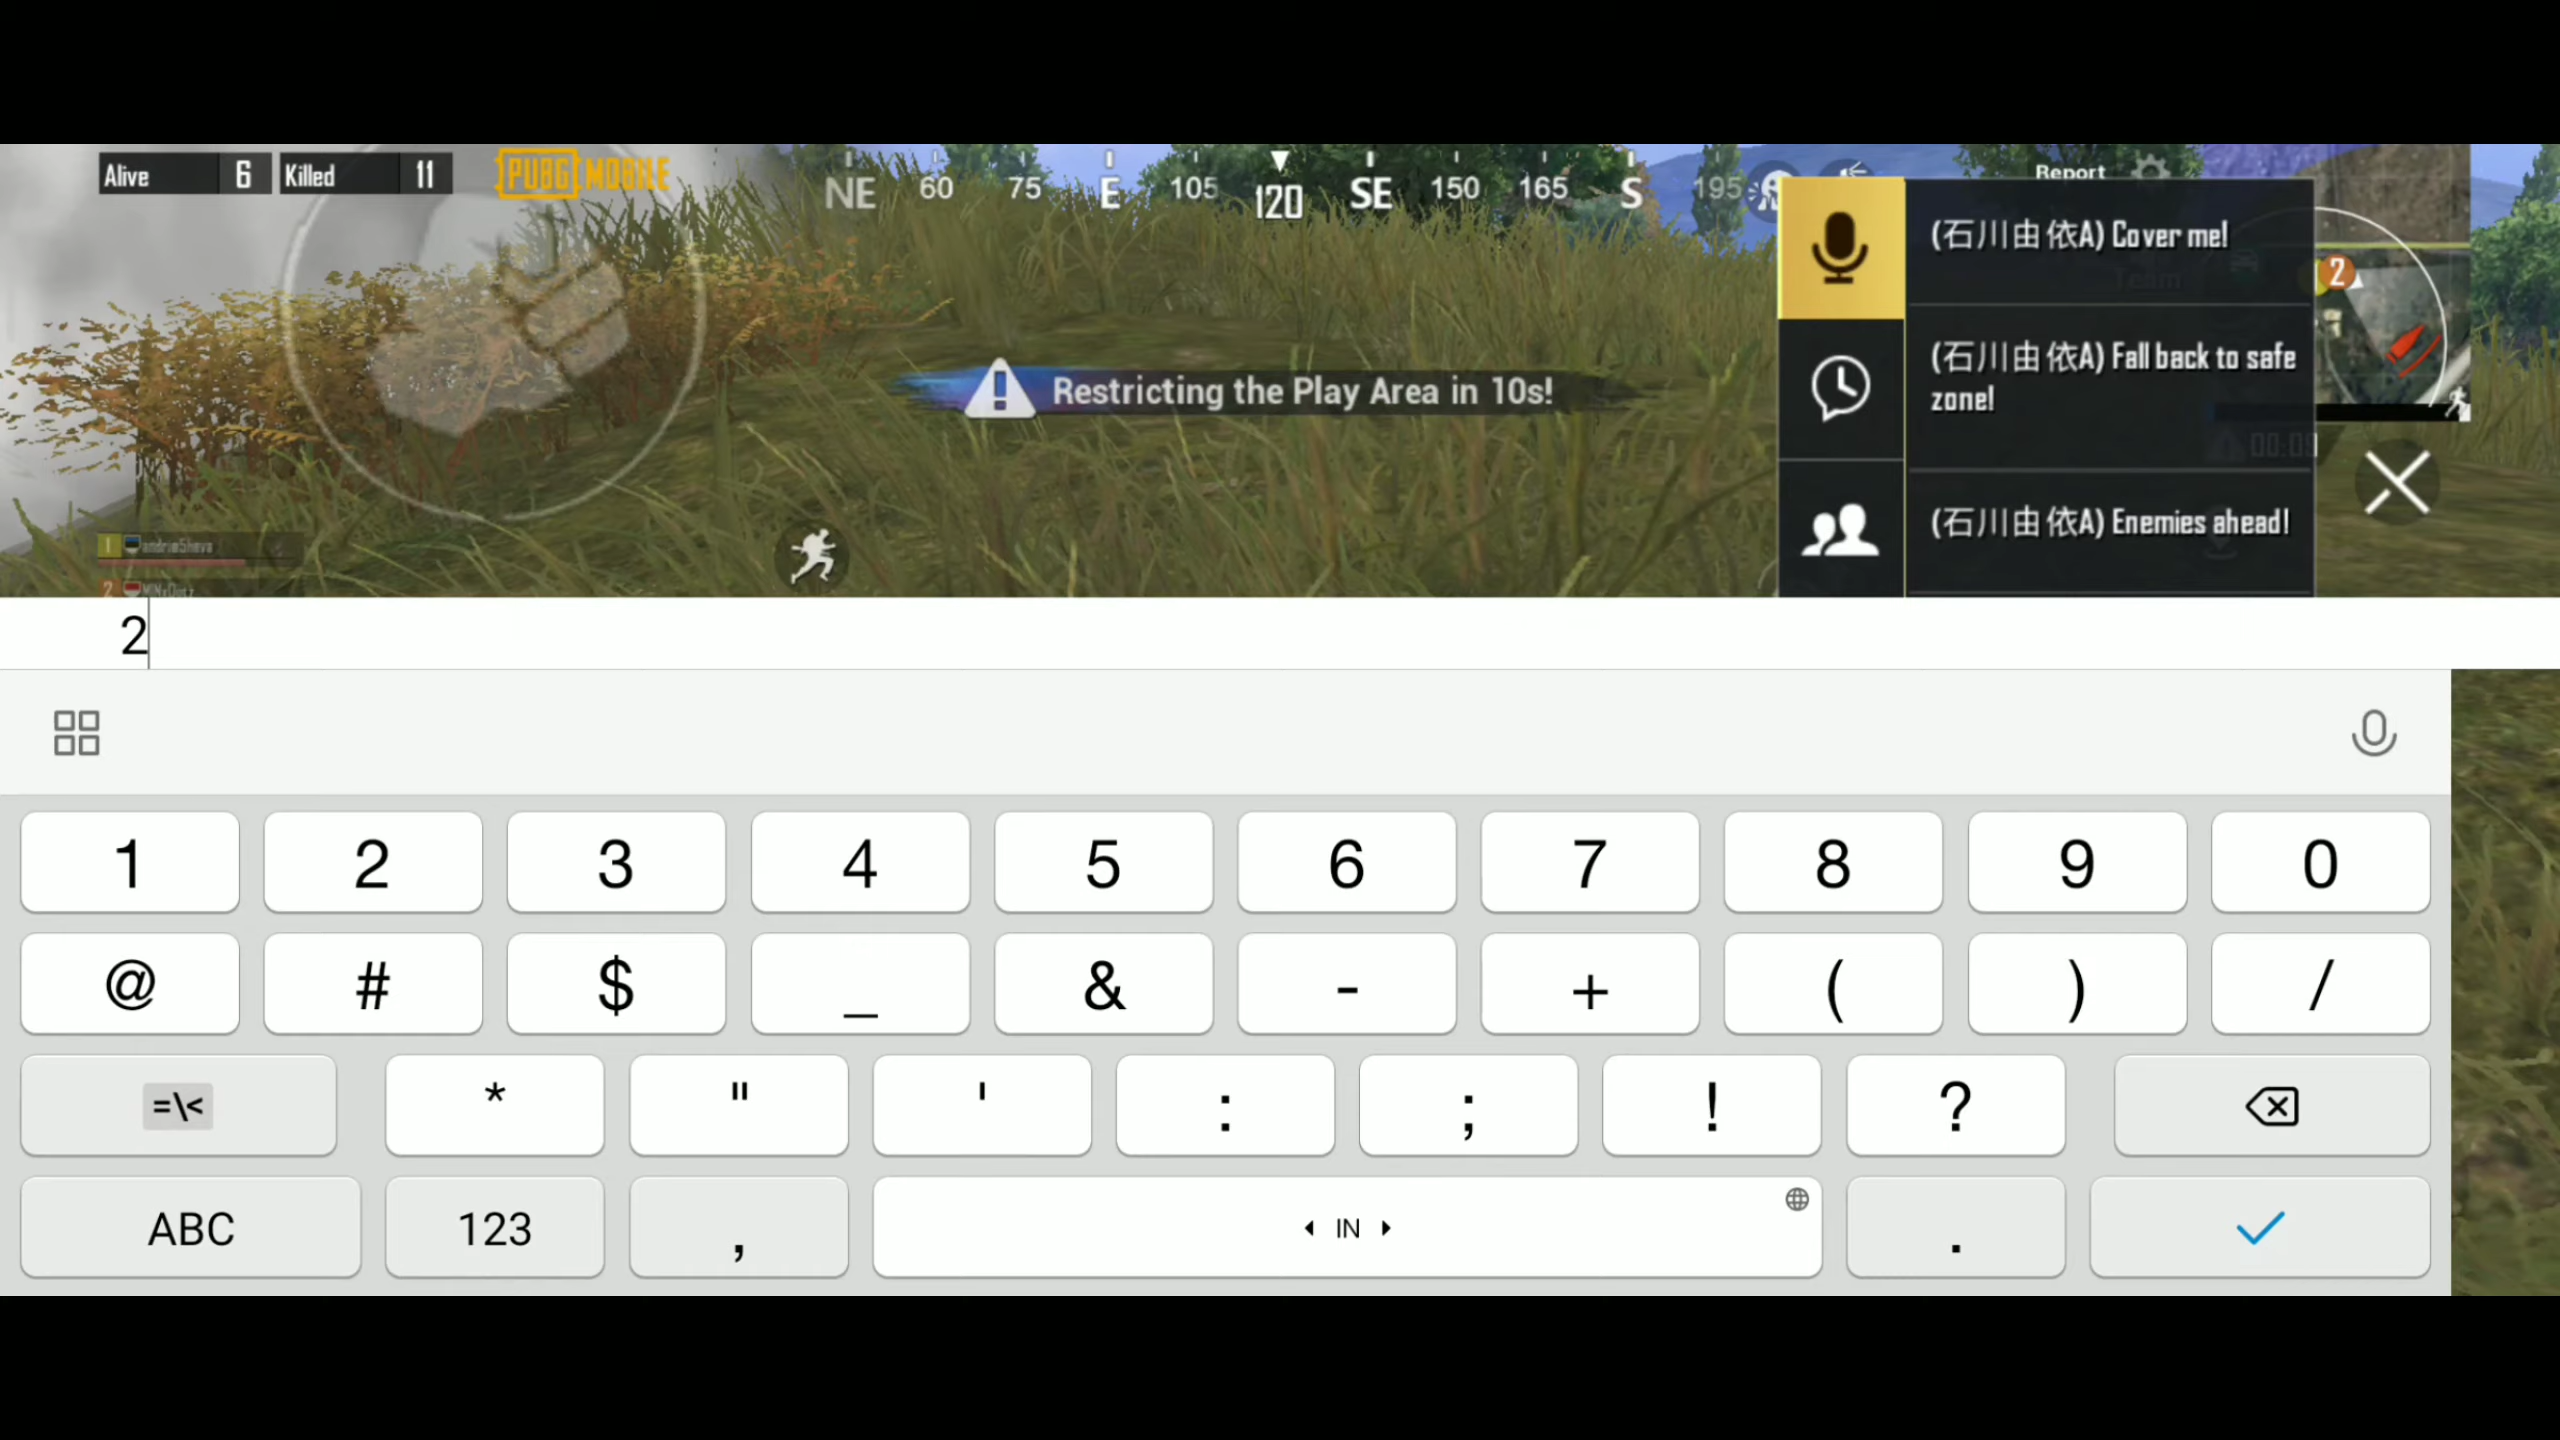 Alive 6 Killed 11 PUBG MOBILE
NE 60 75 E 105 120 SE 150 165 S 195
Report
(石川由依A) Cover me!
Team
2
(石川由依A) Fall back to safe
zone!
Restricting the Play Area in 10s!
(石川由依A) Enemies ahead!
1
2
2
1 2 3 4 5 6 7 8 9 0
@ # $ _ & - + ( ) /
=\< * " ' : ; ! ?
ABC 123 , IN .